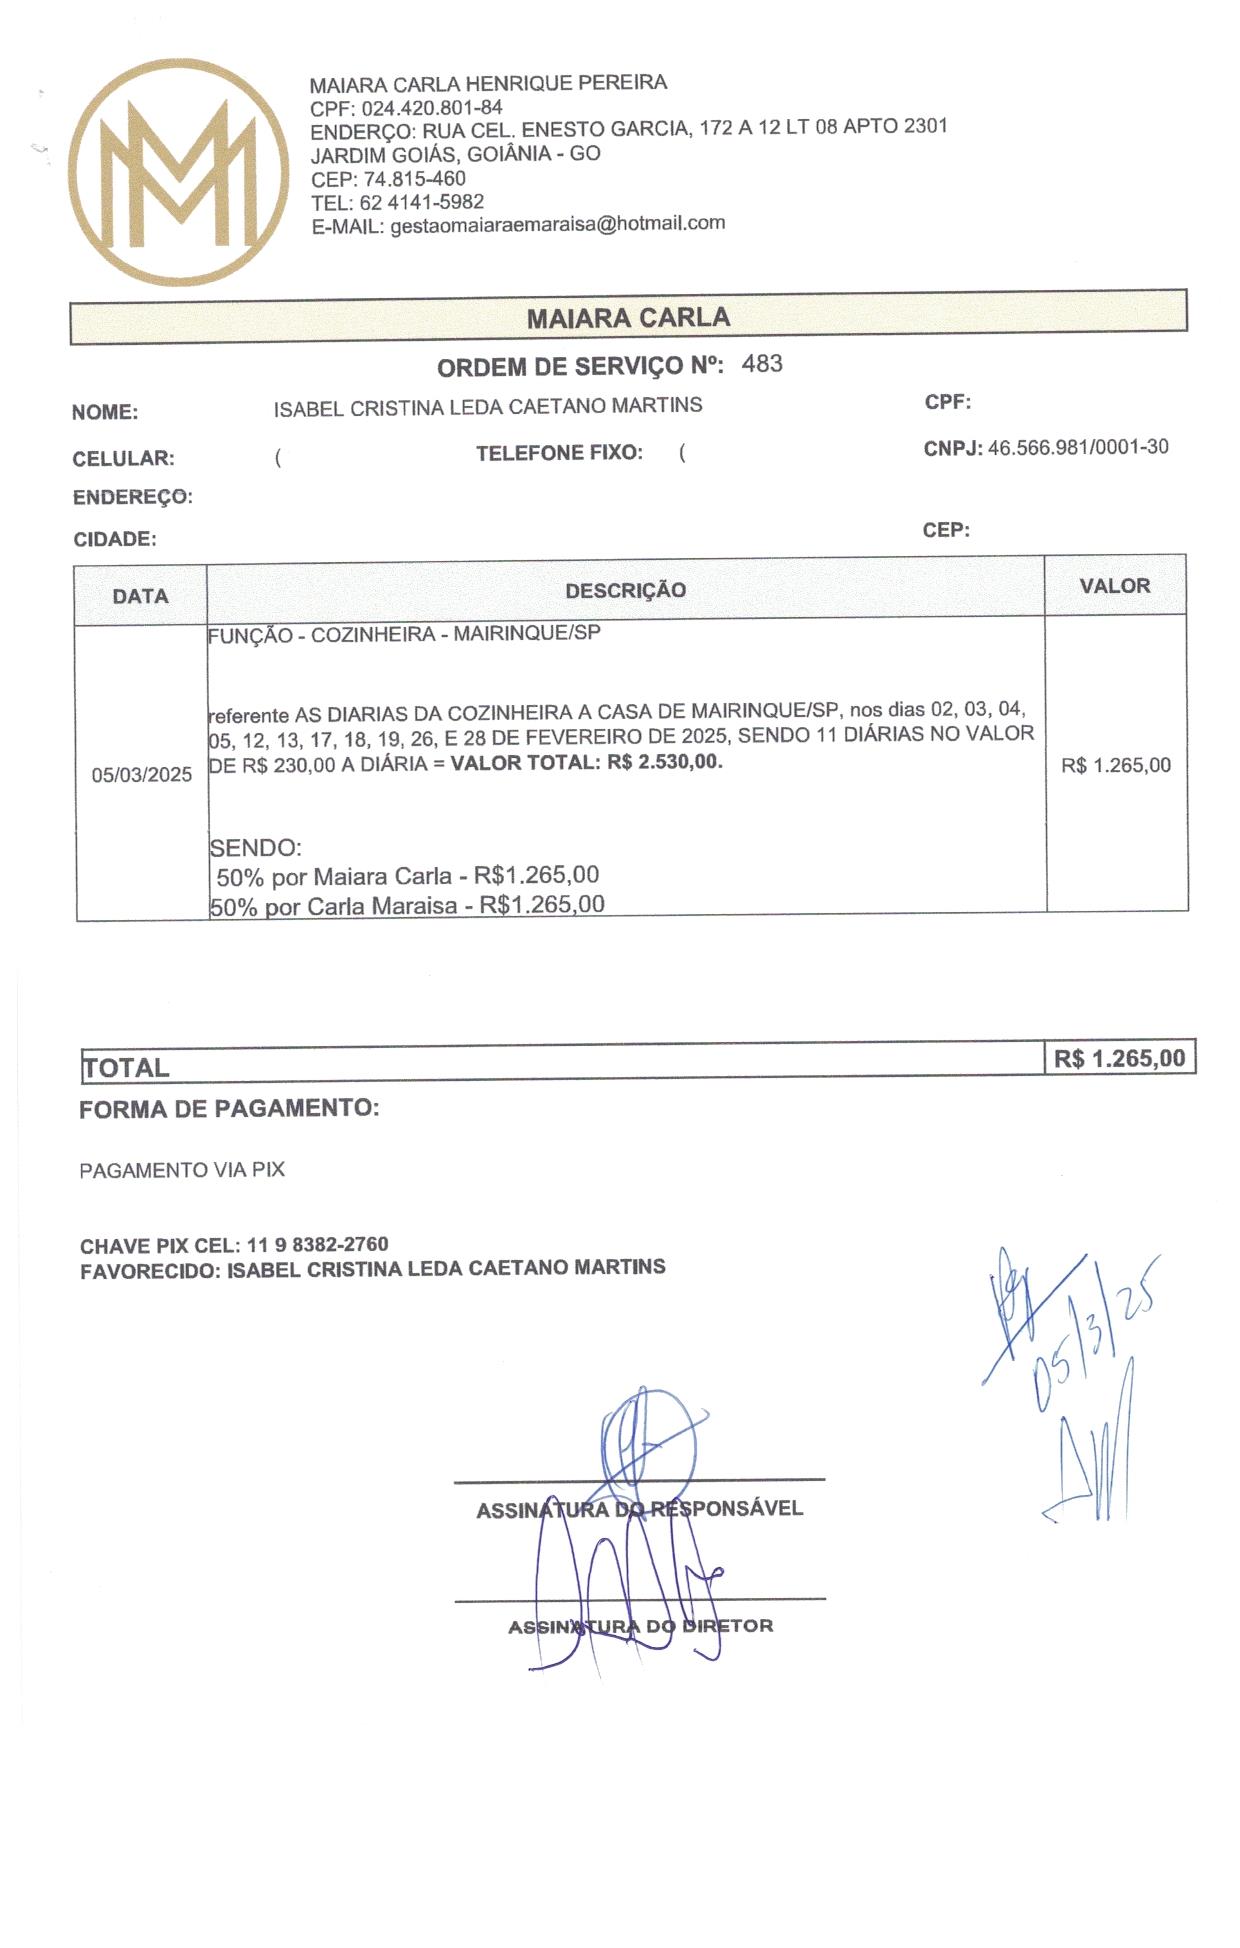 MAIARA CARLA HENRIQUE PEREIRA
CPF: 024.420.801-84
ENDERÇO: RUA CEL. ENESTO GARCIA, 172 A 12 LT 08 APTO 2301
JARDIM GOIÁS, GOIÂNIA - GO
CEP: 74.815-460
TEL: 62 4141-5982
E-MAIL: gestaomaiaraemaraisa@hotmail.com
MAIARA CARLA
ORDEM DE SERVIÇO Nº: 483
NOME: ISABEL CRISTINA LEDA CAETANO MARTINS CPF:
CELULAR: ( TELEFONE FIXO: ( CNPJ: 46.566.981/0001-30
ENDEREÇO:
CIDADE: CEP:
DATA DESCRIÇÃO VALOR
FUNÇÃO - COZINHEIRA - MAIRINQUE/SP
referente AS DIARIAS DA COZINHEIRA A CASA DE MAIRINQUE/SP, nos dias 02, 03, 04,
05, 12, 13, 17, 18, 19, 26, E 28 DE FEVEREIRO DE 2025, SENDO 11 DIÁRIAS NO VALOR
DE R$ 230,00 A DIÁRIA = VALOR TOTAL: R$ 2.530,00.
05/03/2025 R$ 1.265,00
SENDO:
50% por Maiara Carla - R$1.265,00
50% por Carla Maraisa - R$1.265,00
TOTAL R$ 1.265,00
FORMA DE PAGAMENTO:
PAGAMENTO VIA PIX
CHAVE PIX CEL: 11 9 8382-2760
FAVORECIDO: ISABEL CRISTINA LEDA CAETANO MARTINS
05/3/25
ASSINATURA DO RESPONSÁVEL
ASSINATURA DO DIRETOR